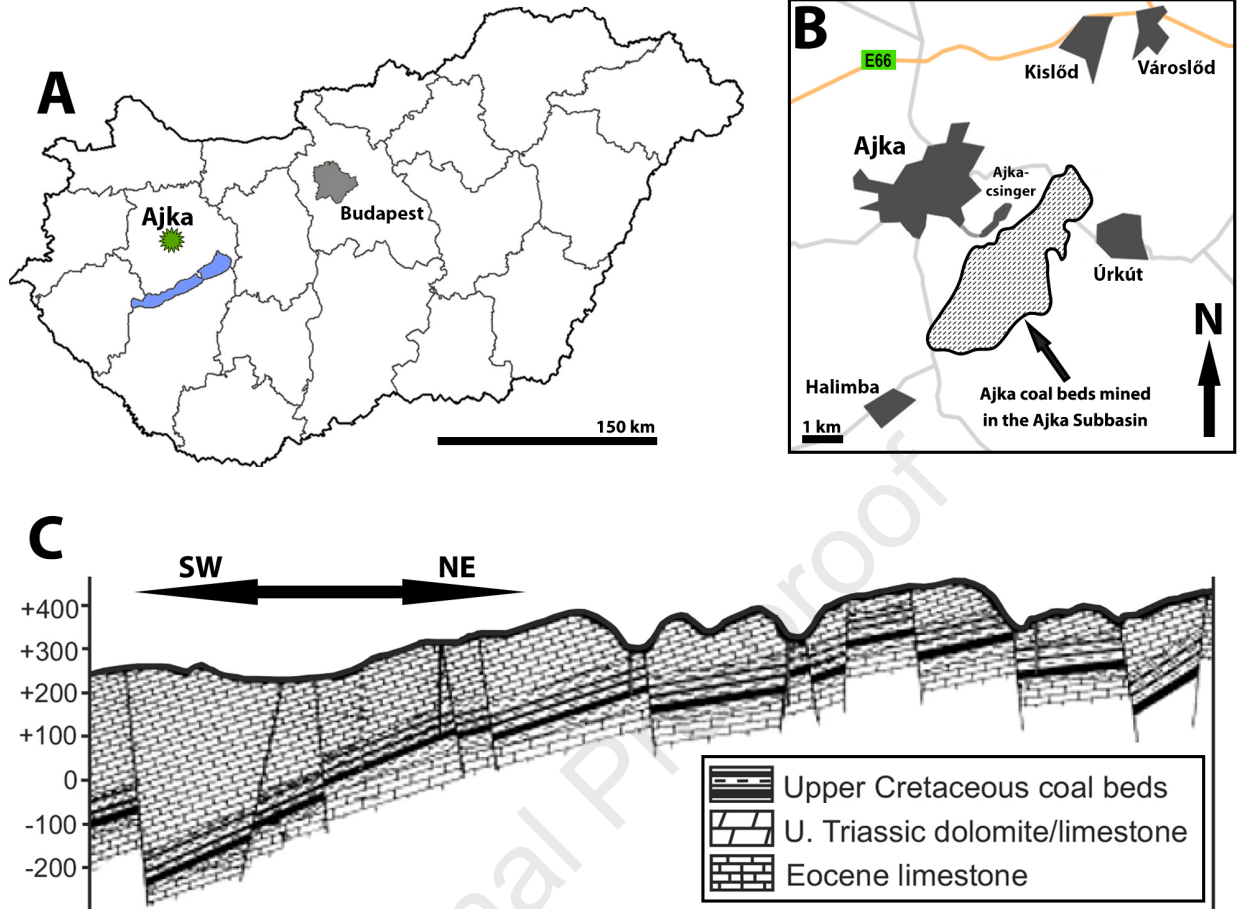 A
Ajka
Budapest
150 km
B
E66
Kislőd
Városlőd
Ajka
Ajka-
csinger
Úrkút
N
Halimba
Ajka coal beds mined
in the Ajka Subbasin
1 km
C
SW
NE
+400
+300
+200
+100
0
-100
-200
Upper Cretaceous coal beds
U. Triassic dolomite/limestone
Eocene limestone